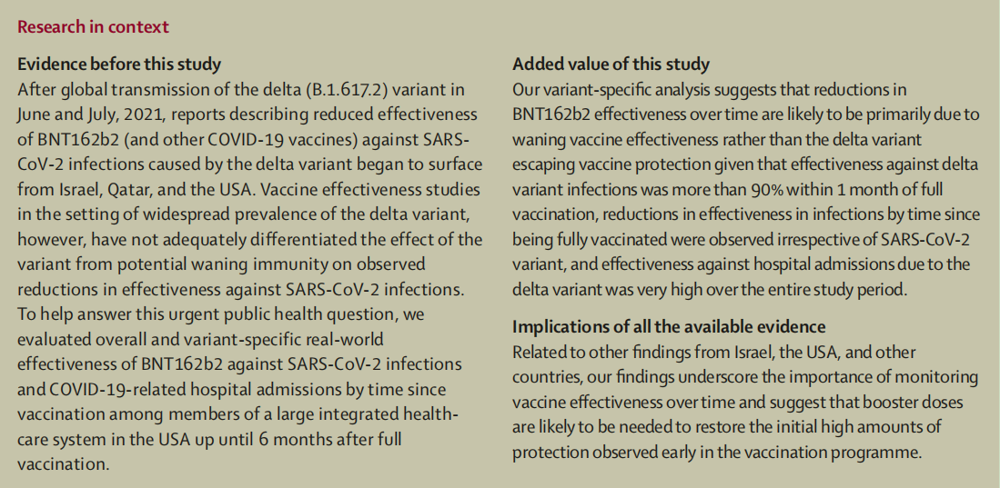 Research in context
Evidence before this study
After global transmission of the delta (B.1.617.2) variant in
June and July, 2021, reports describing reduced effectiveness
of BNT162b2 (and other COVID-19 vaccines) against SARS-
CoV-2 infections caused by the delta variant began to surface
from Israel, Qatar, and the USA. Vaccine effectiveness studies
in the setting of widespread prevalence of the delta variant,
however, have not adequately differentiated the effect of the
variant from potential waning immunity on observed
reductions in effectiveness against SARS-CoV-2 infections.
To help answer this urgent public health question, we
evaluated overall and variant-specific real-world
effectiveness of BNT162b2 against SARS-CoV-2 infections
and COVID-19-related hospital admissions by time since
vaccination among members of a large integrated health-
care system in the USA up until 6 months after full
vaccination.
Added value of this study
Our variant-specific analysis suggests that reductions in
BNT162b2 effectiveness over time are likely to be primarily due to
waning vaccine effectiveness rather than the delta variant
escaping vaccine protection given that effectiveness against delta
variant infections was more than 90% within 1 month of full
vaccination, reductions in effectiveness in infections by time since
being fully vaccinated were observed irrespective of SARS-CoV-2
variant, and effectiveness against hospital admissions due to the
delta variant was very high over the entire study period.
Implications of all the available evidence
Related to other findings from Israel, the USA, and other
countries, our findings underscore the importance of monitoring
vaccine effectiveness over time and suggest that booster doses
are likely to be needed to restore the initial high amounts of
protection observed early in the vaccination programme.